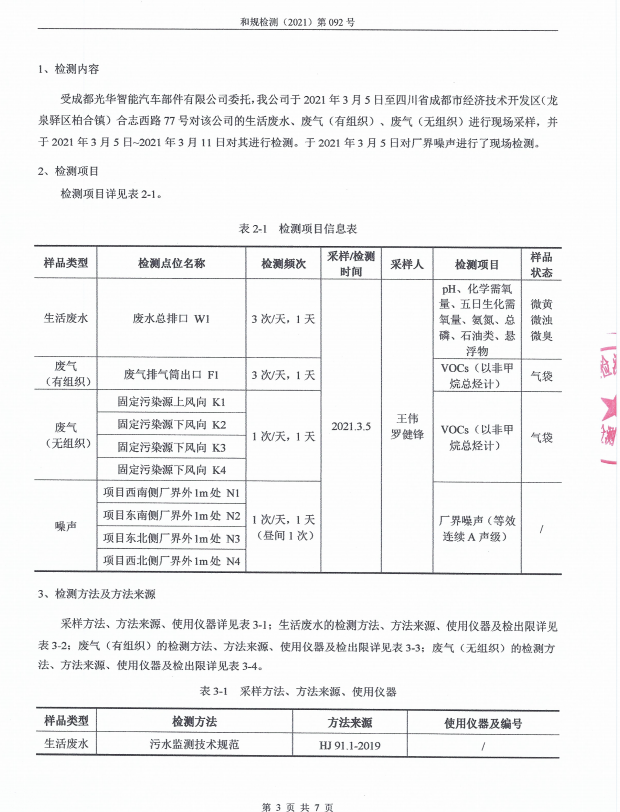 和规检测（2021）第 092 号
1、检测内容
受成都光华智能汽车部件有限公司委托，我公司于 2021 年 3 月 5 日至四川省成都市经济技术开发区（龙
泉驿区柏合镇）合志西路 77 号对该公司的生活废水、废气（有组织）、废气（无组织）进行现场采样，并
于 2021 年 3 月 5 日~2021 年 3 月 11 日对其进行检测。于 2021 年 3 月 5 日对厂界噪声进行了现场检测。
2、检测项目
检测项目详见表 2-1。
表 2-1 检测项目信息表
样品类型 检测点位名称 检测频次 采样/检测时间 采样人 检测项目 样品状态
生活废水 废水总排口 W1 3 次/天，1 天 2021.3.5 王伟 罗健锋 pH、化学需氧量、五日生化需氧量、氨氮、总磷、石油类、悬浮物 微黄 微浊 微臭
废气（有组织） 废气排气筒出口 F1 3 次/天，1 天 VOCs（以非甲烷总烃计） 气袋
废气（无组织） 固定污染源上风向 K1 1 次/天，1 天 VOCs（以非甲烷总烃计） 气袋
固定污染源下风向 K2
固定污染源下风向 K3
固定污染源下风向 K4
噪声 项目西南侧厂界外 1m 处 N1 1 次/天，1 天（昼间 1 次） 厂界噪声（等效连续 A 声级） /
项目东南侧厂界外 1m 处 N2
项目东北侧厂界外 1m 处 N3
项目西北侧厂界外 1m 处 N4
3、检测方法及方法来源
采样方法、方法来源、使用仪器详见表 3-1；生活废水的检测方法、方法来源、使用仪器及检出限详见
表 3-2；废气（有组织）的检测方法、方法来源、使用仪器及检出限详见表 3-3；废气（无组织）的检测方
法、方法来源、使用仪器及检出限详见表 3-4。
表 3-1 采样方法、方法来源、使用仪器
样品类型 检测方法 方法来源 使用仪器及编号
生活废水 污水监测技术规范 HJ 91.1-2019 /
第 3 页 共 7 页